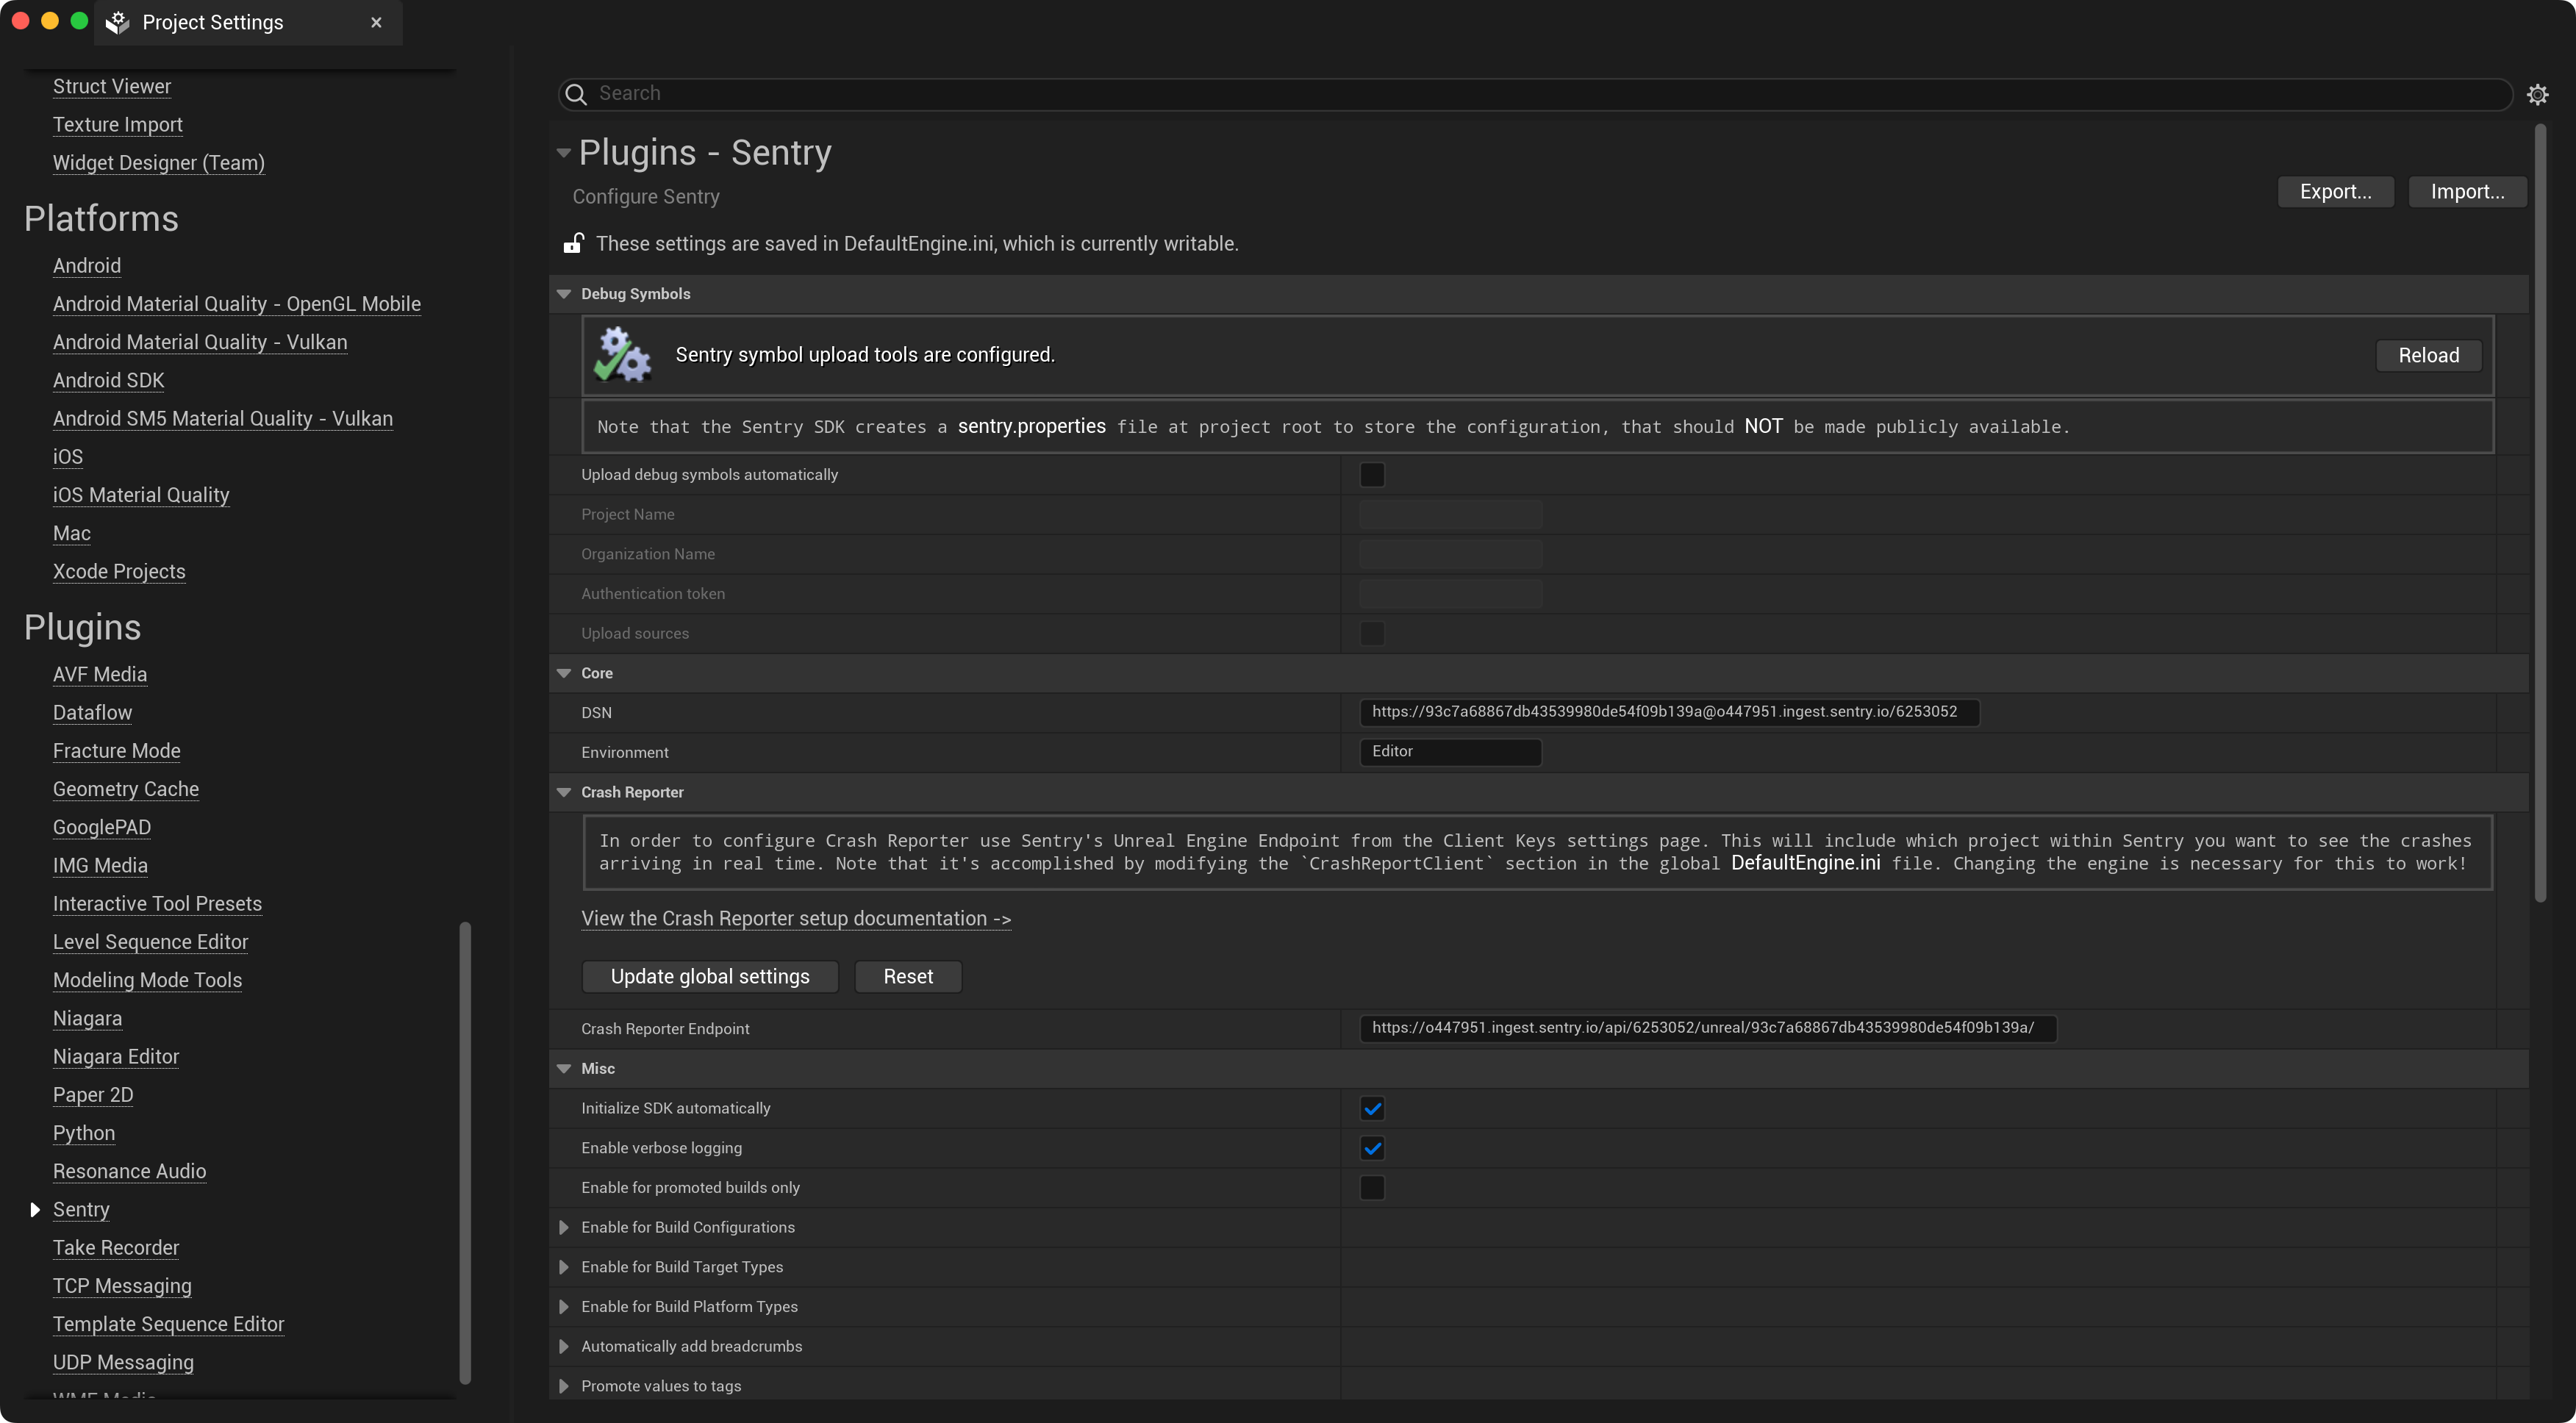 Project Settings
Struct Viewer
Texture Import
Widget Designer (Team)
Platforms
Android
Android Material Quality - OpenGL Mobile
Android Material Quality - Vulkan
Android SDK
Android SM5 Material Quality - Vulkan
iOS
iOS Material Quality
Mac
Xcode Projects
Plugins
AVF Media
Dataflow
Fracture Mode
Geometry Cache
GooglePAD
IMG Media
Interactive Tool Presets
Level Sequence Editor
Modeling Mode Tools
Niagara
Niagara Editor
Paper 2D
Python
Resonance Audio
Sentry
Take Recorder
TCP Messaging
Template Sequence Editor
UDP Messaging
WMF Media
Search
Plugins - Sentry
Configure Sentry
Export...
Import...
These settings are saved in DefaultEngine.ini, which is currently writable.
Debug Symbols
Sentry symbol upload tools are configured.
Reload
Note that the Sentry SDK creates a sentry.properties file at project root to store the configuration, that should NOT be made publicly available.
Upload debug symbols automatically
Project Name
Organization Name
Authentication token
Upload sources
Core
DSN https://93c7a68867db43539980de54f09b139a@o447951.ingest.sentry.io/6253052
Environment Editor
Crash Reporter
In order to configure Crash Reporter use Sentry's Unreal Engine Endpoint from the Client Keys settings page. This will include which project within Sentry you want to see the crashes
arriving in real time. Note that it's accomplished by modifying the `CrashReportClient` section in the global DefaultEngine.ini file. Changing the engine is necessary for this to work!
View the Crash Reporter setup documentation ->
Update global settings
Reset
Crash Reporter Endpoint https://o447951.ingest.sentry.io/api/6253052/unreal/93c7a68867db43539980de54f09b139a/
Misc
Initialize SDK automatically
Enable verbose logging
Enable for promoted builds only
Enable for Build Configurations
Enable for Build Target Types
Enable for Build Platform Types
Automatically add breadcrumbs
Promote values to tags